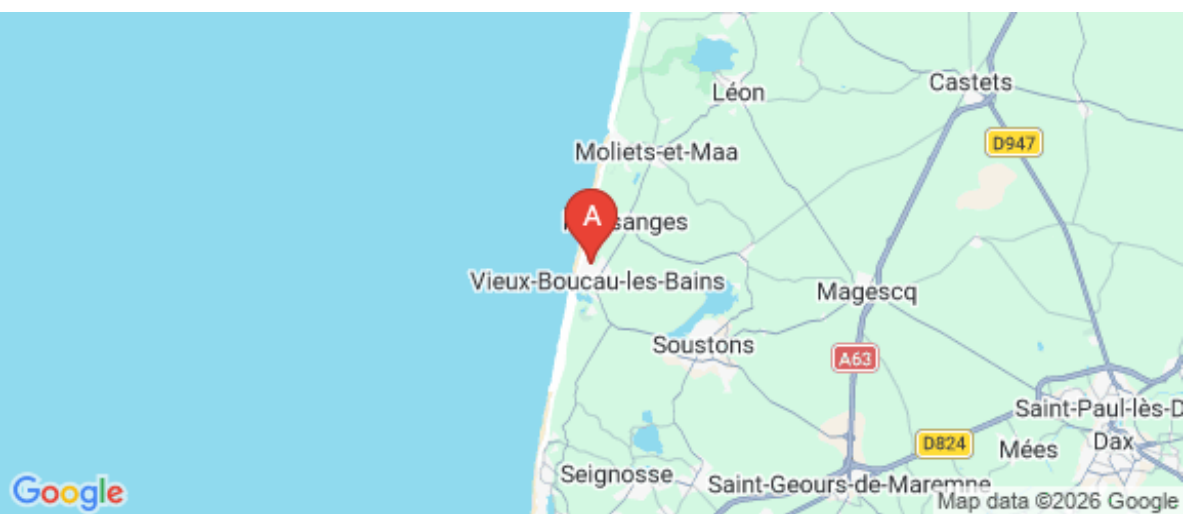 Léon
Castets
D947
Moliets-et-Maa
A
sanges
Vieux-Boucau-les-Bains
Magescq
Soustons
A63
Saint-Paul-lès-D
D824
Mées
Dax
Seignosse
Saint-Geours-de-Maremne
Google
Map data ©2026 Google